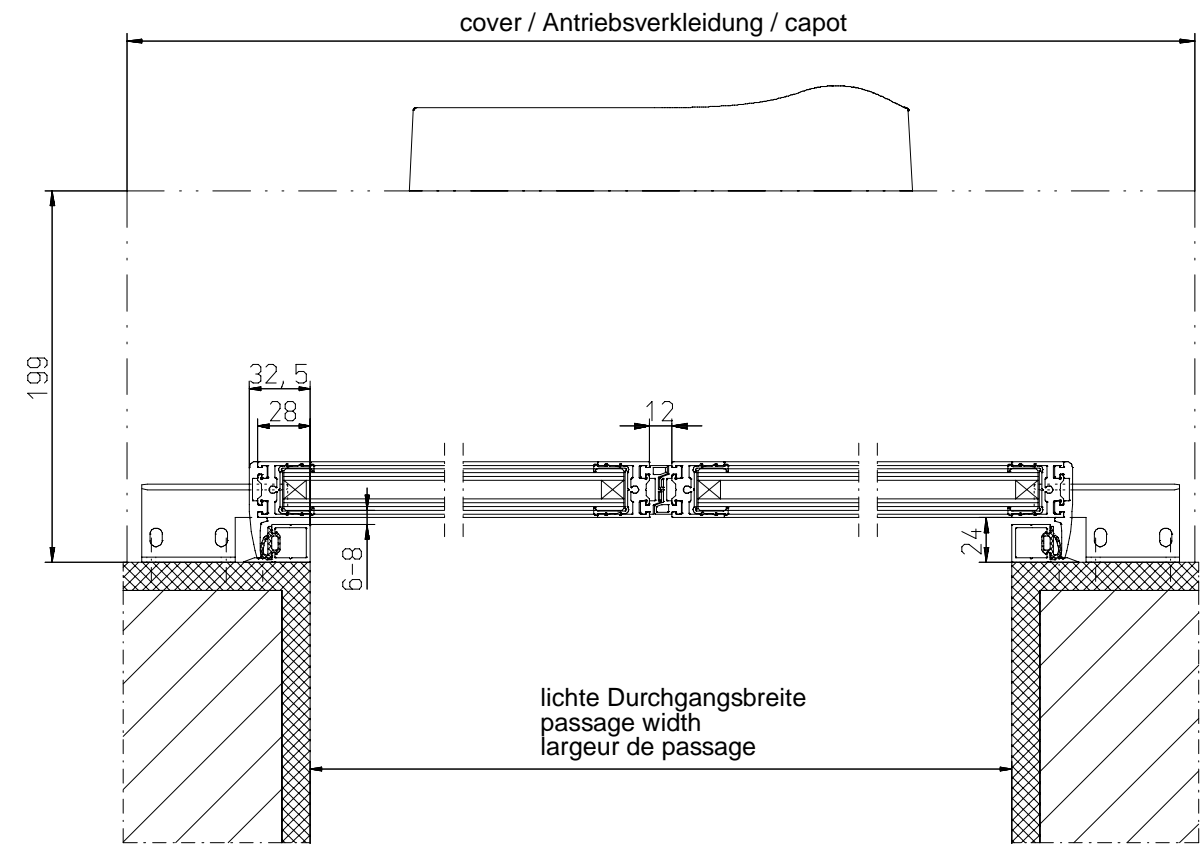 cover / Antriebsverkleidung / capot
199
32, 5
28
12
6-8
24
lichte Durchgangsbreite
passage width
largeur de passage